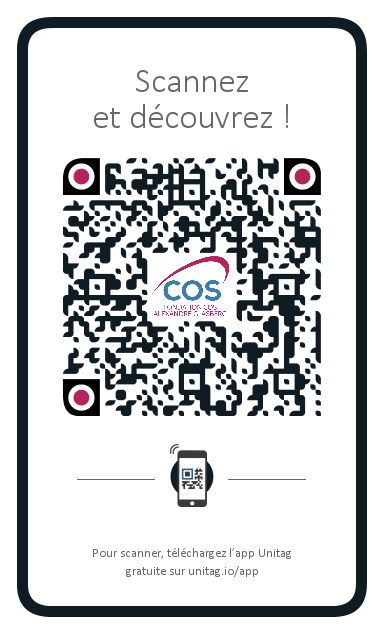 Scannez
et découvrez !
COS
FONDATION COS
ALEXANDRE GLASBERG
Pour scanner, téléchargez l'app Unitag
gratuite sur unitag.io/app